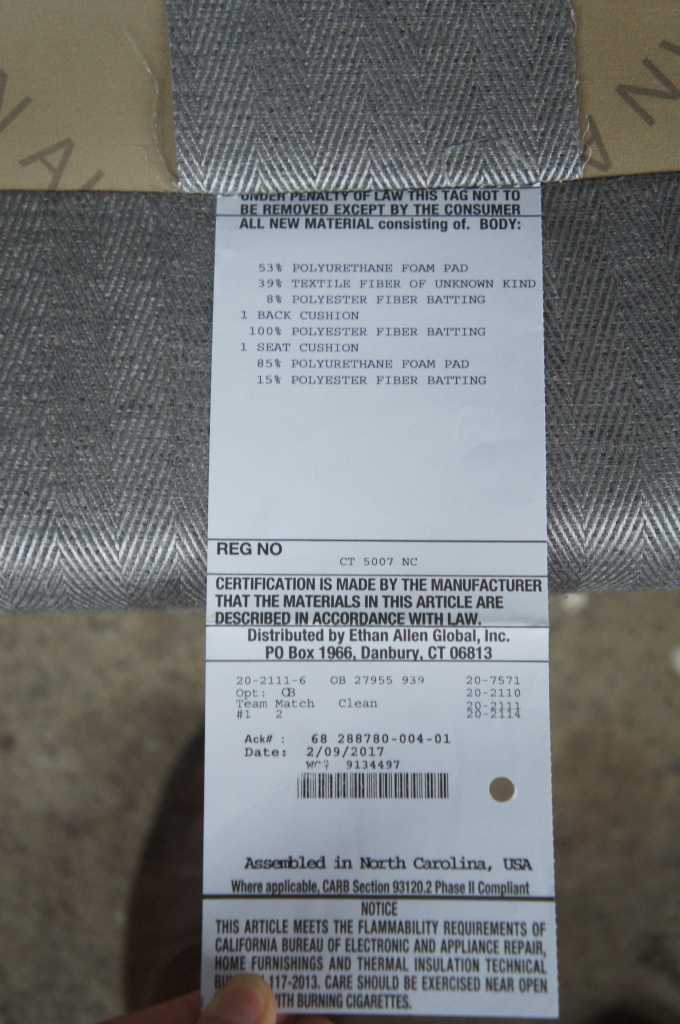 UNDER PENALTY OF LAW THIS TAG NOT TO
BE REMOVED EXCEPT BY THE CONSUMER
ALL NEW MATERIAL consisting of. BODY:
53% POLYURETHANE FOAM PAD
39% TEXTILE FIBER OF UNKNOWN KIND
8% POLYESTER FIBER BATTING
1 BACK CUSHION
100% POLYESTER FIBER BATTING
1 SEAT CUSHION
85% POLYURETHANE FOAM PAD
15% POLYESTER FIBER BATTING
REG NO
CT 5007 NC
CERTIFICATION IS MADE BY THE MANUFACTURER
THAT THE MATERIALS IN THIS ARTICLE ARE
DESCRIBED IN ACCORDANCE WITH LAW.
Distributed by Ethan Allen Global, Inc.
PO Box 1966, Danbury, CT 06813
20-2111-6 OB 27955 939 20-7571
Opt: CB 20-2110
Team Match Clean 20-2111
#1 2 20-2114
Ack# : 68 288780-004-01
Date: 2/09/2017
9134497
Assembled in North Carolina, USA
Where applicable, CARB Section 93120.2 Phase II Compliant
NOTICE
THIS ARTICLE MEETS THE FLAMMABILITY REQUIREMENTS OF
CALIFORNIA BUREAU OF ELECTRONIC AND APPLIANCE REPAIR,
HOME FURNISHINGS AND THERMAL INSULATION TECHNICAL
117-2013. CARE SHOULD BE EXERCISED NEAR OPEN
WITH BURNING CIGARETTES.